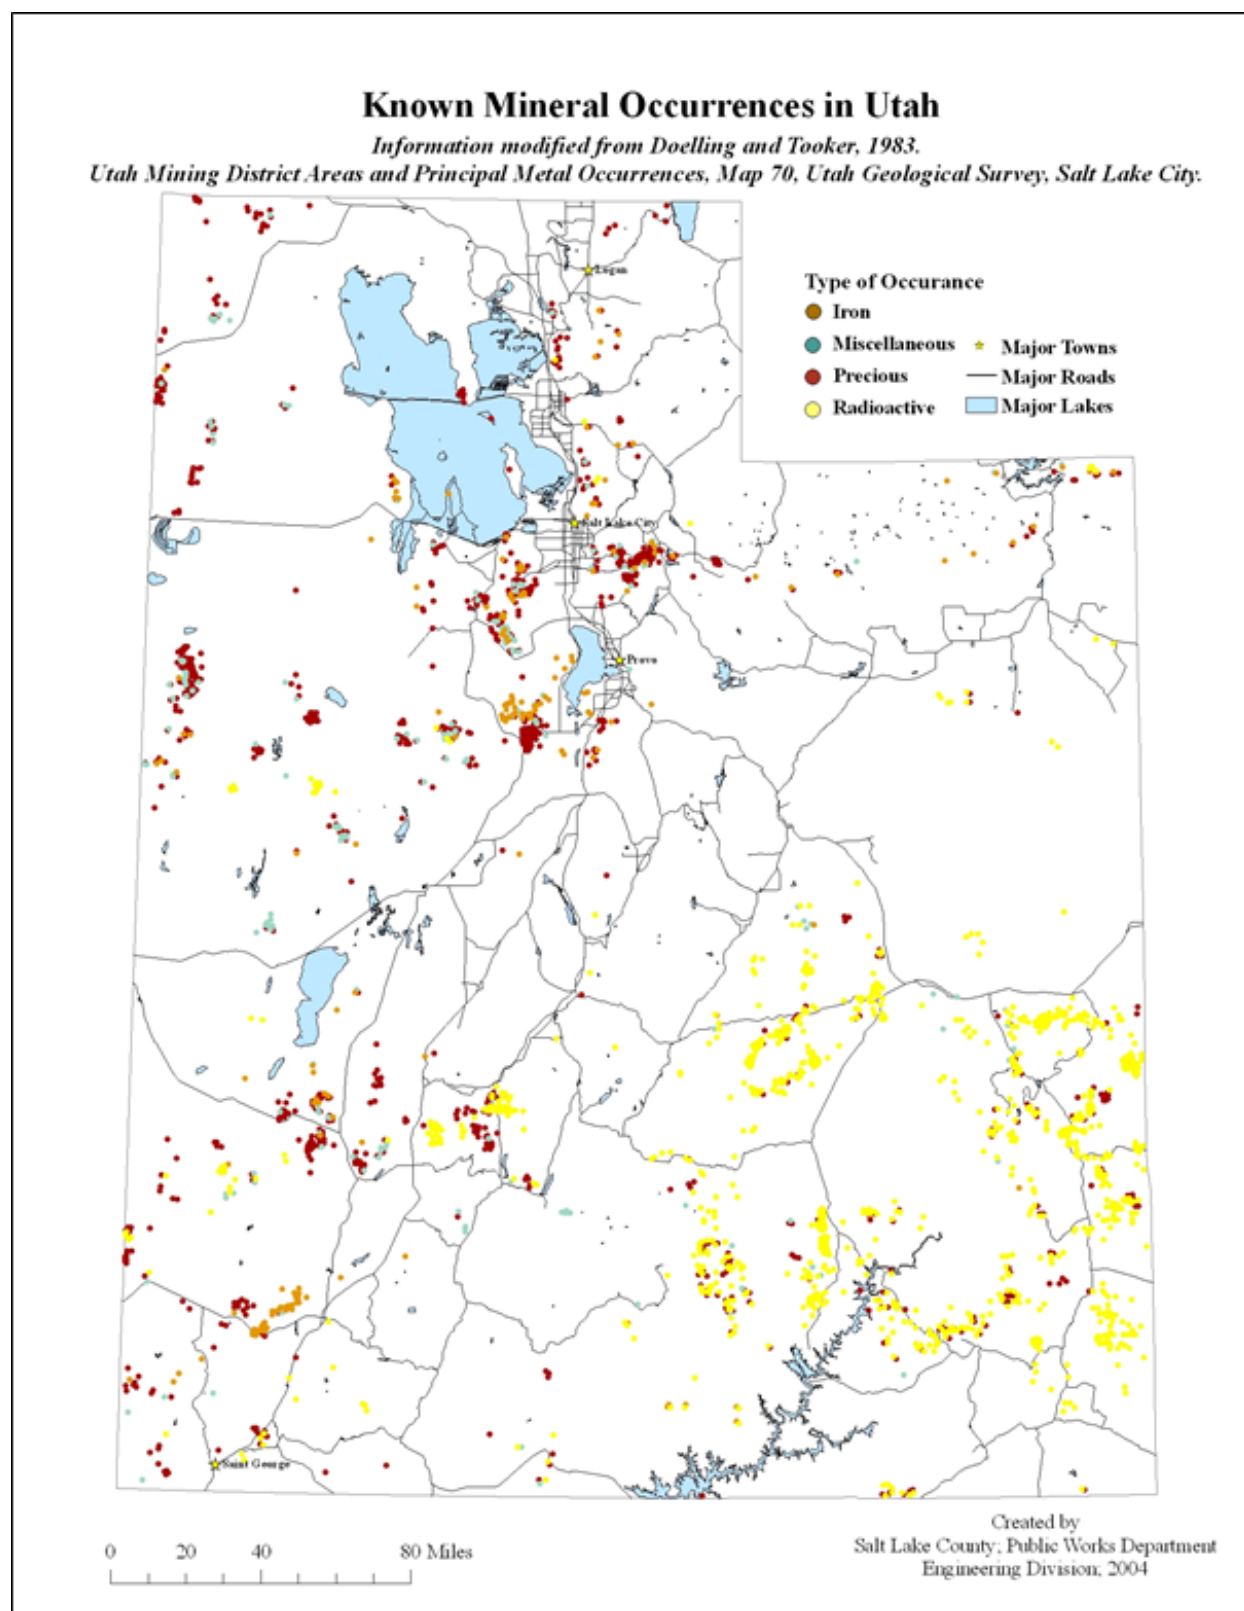 Known Mineral Occurrences in Utah
Information modified from Doelling and Tooker, 1983.
Utah Mining District Areas and Principal Metal Occurrences, Map 70, Utah Geological Survey, Salt Lake City.
Logan
Type of Occurance
Iron
Miscellaneous
Major Towns
Precious
Major Roads
Radioactive
Major Lakes
Salt Lake City
Provo
Saint George
0 20 40 80 Miles
Created by
Salt Lake County; Public Works Department
Engineering Division; 2004